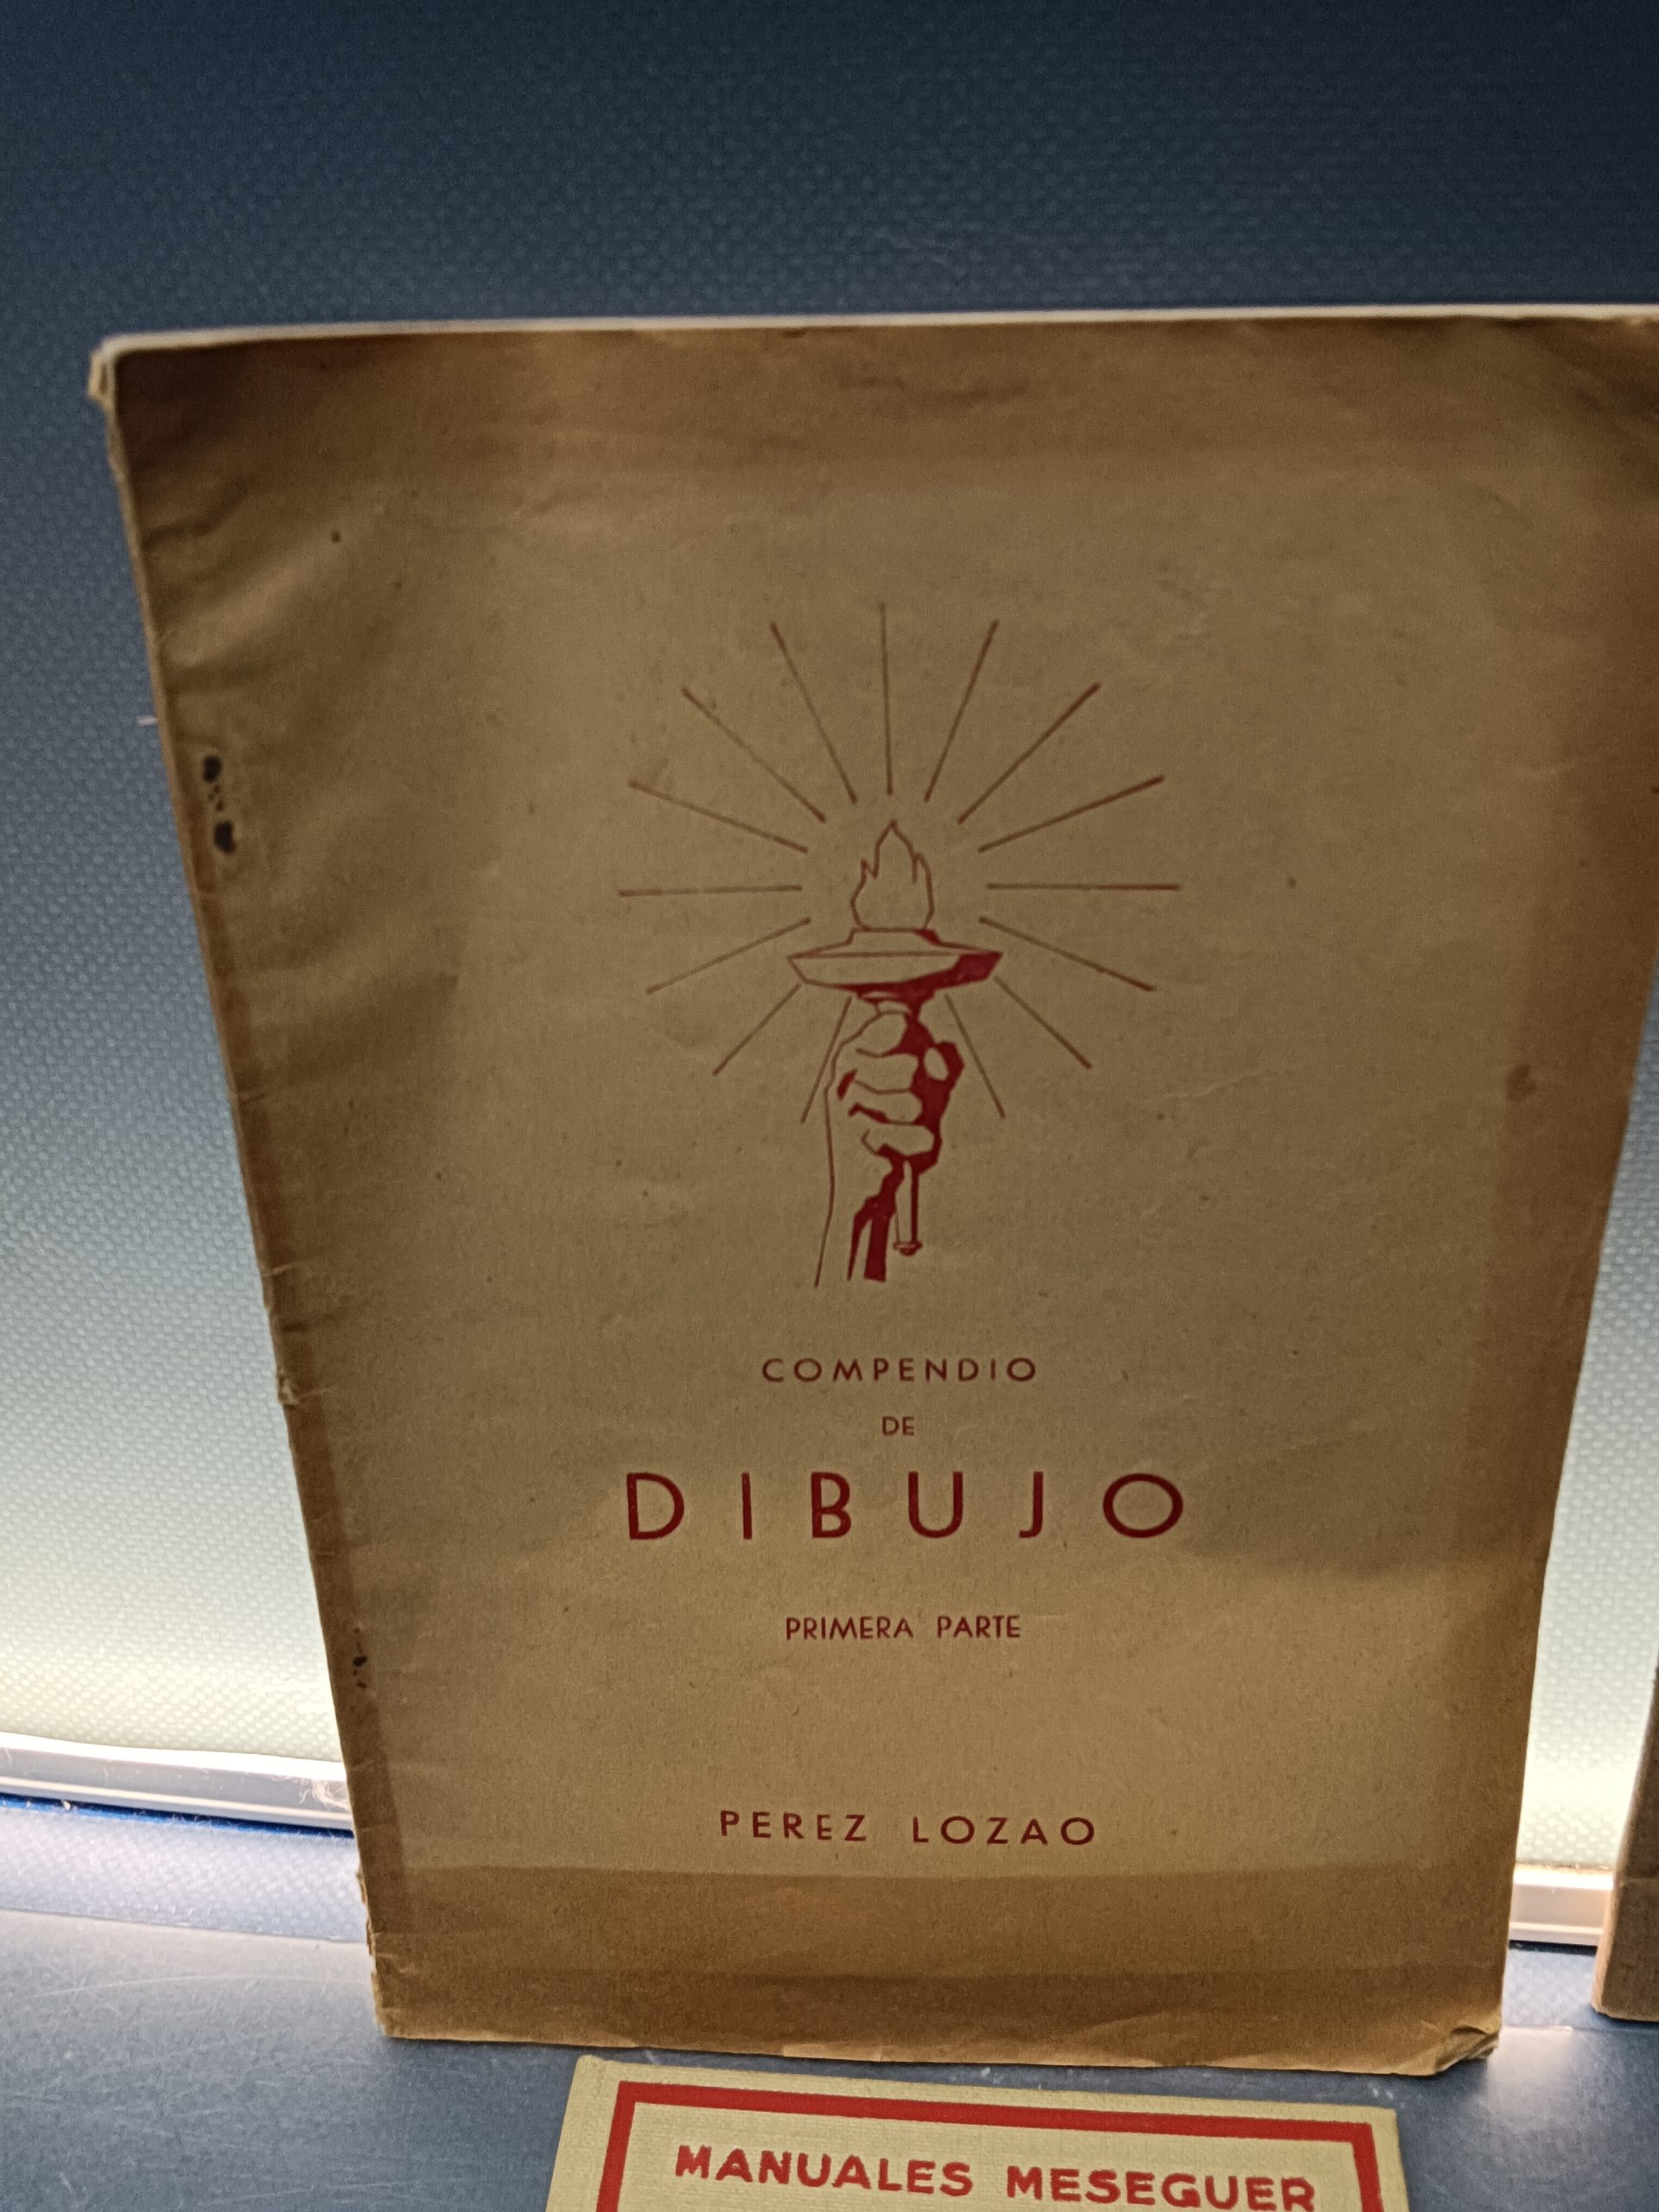 COMPENDIO
DE
DIBUJO
PRIMERA PARTE
PEREZ LOZAO
MANUALES MESEGUER